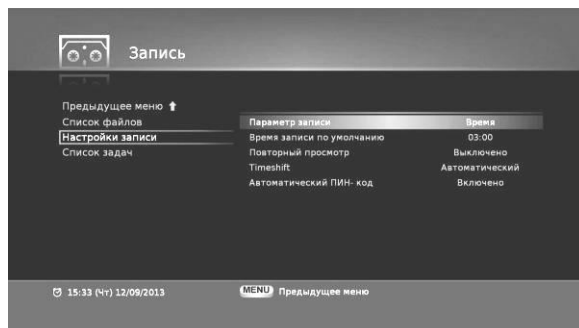 Запись
Предыдущее меню
Список файлов
Настройки записи
Список задач
Параметр записи Время
Время записи по умолчанию 03:00
Повторный просмотр Выключено
Timeshift Автоматический
Автоматический ПИН- код Включено
15:33 (Чт) 12/09/2013 MENU Предыдущее меню